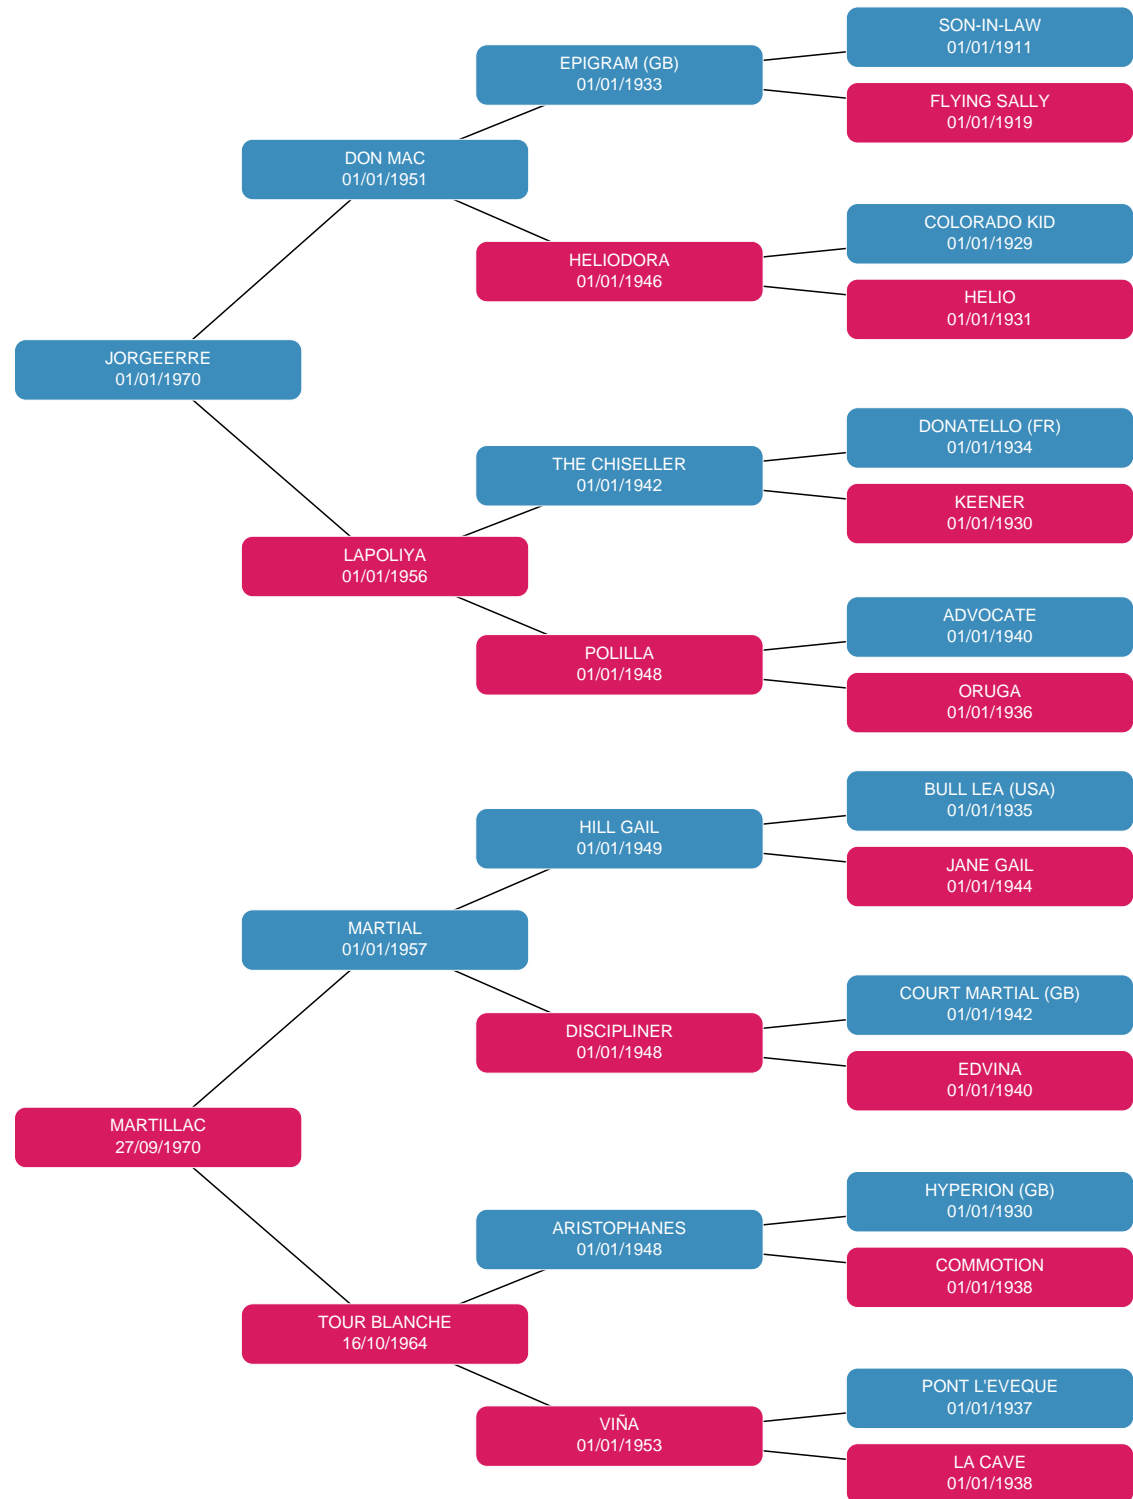 SON-IN-LAW
01/01/1911
EPIGRAM (GB)
01/01/1933
FLYING SALLY
01/01/1919
DON MAC
01/01/1951
COLORADO KID
01/01/1929
HELIODORA
01/01/1946
HELIO
01/01/1931
JORGEERRE
01/01/1970
DONATELLO (FR)
01/01/1934
THE CHISELLER
01/01/1942
KEENER
01/01/1930
LAPOLIYA
01/01/1956
ADVOCATE
01/01/1940
POLILLA
01/01/1948
ORUGA
01/01/1936
BULL LEA (USA)
01/01/1935
HILL GAIL
01/01/1949
JANE GAIL
01/01/1944
MARTIAL
01/01/1957
COURT MARTIAL (GB)
01/01/1942
DISCIPLINER
01/01/1948
EDVINA
01/01/1940
MARTILLAC
27/09/1970
HYPERION (GB)
01/01/1930
ARISTOPHANES
01/01/1948
COMMOTION
01/01/1938
TOUR BLANCHE
16/10/1964
PONT L'EVEQUE
01/01/1937
VIÑA
01/01/1953
LA CAVE
01/01/1938